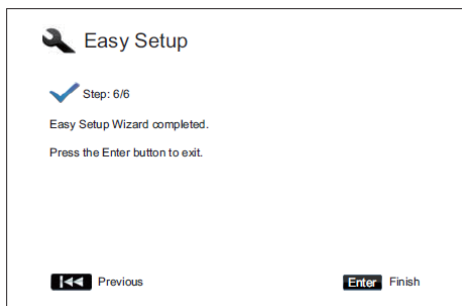 Easy Setup
Step: 6/6
Easy Setup Wizard completed.
Press the Enter button to exit.
Previous
Enter Finish